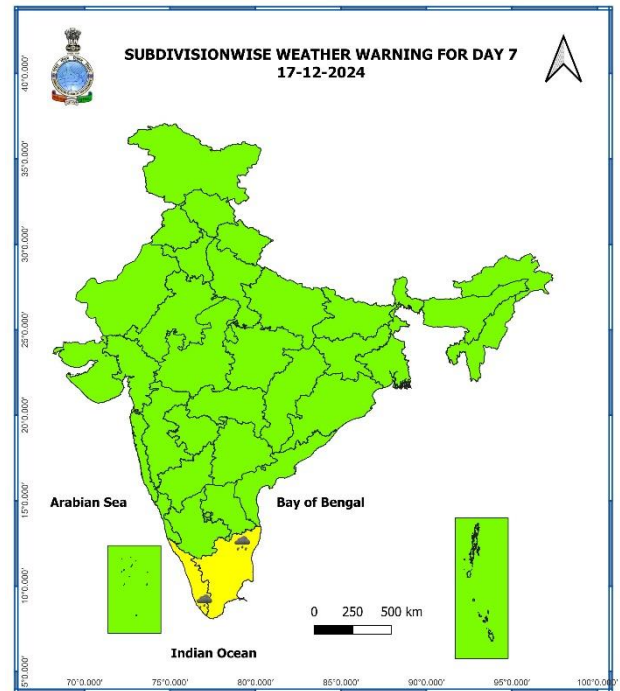 SUBDIVISIONWISE WEATHER WARNING FOR DAY 7
17-12-2024
40°0.000'
35°0.000'
30°0.000'
25°0.000'
20°0.000'
15°0.000'
10°0.000'
5°0.000'
Arabian Sea
Bay of Bengal
0 250 500 km
Indian Ocean
70°0.000' 75°0.000' 80°0.000' 85°0.000' 90°0.000' 95°0.000' 100°0.000'